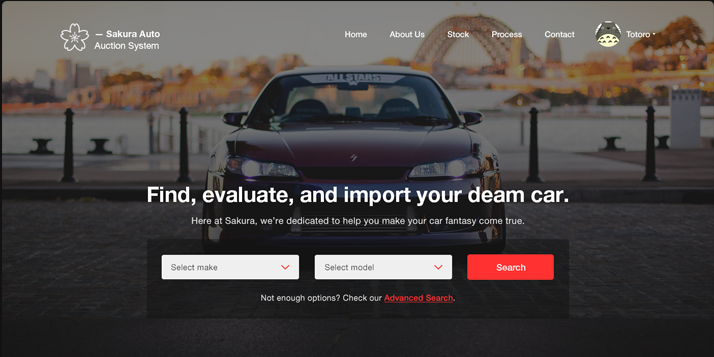 — Sakura Auto
Auction System
Home
About Us
Stock
Process
Contact
Totoro
ALLSTARS
Find, evaluate, and import your deam car.
Here at Sakura, we're dedicated to help you make your car fantasy come true.
Select make
Select model
Search
Not enough options? Check our Advanced Search.